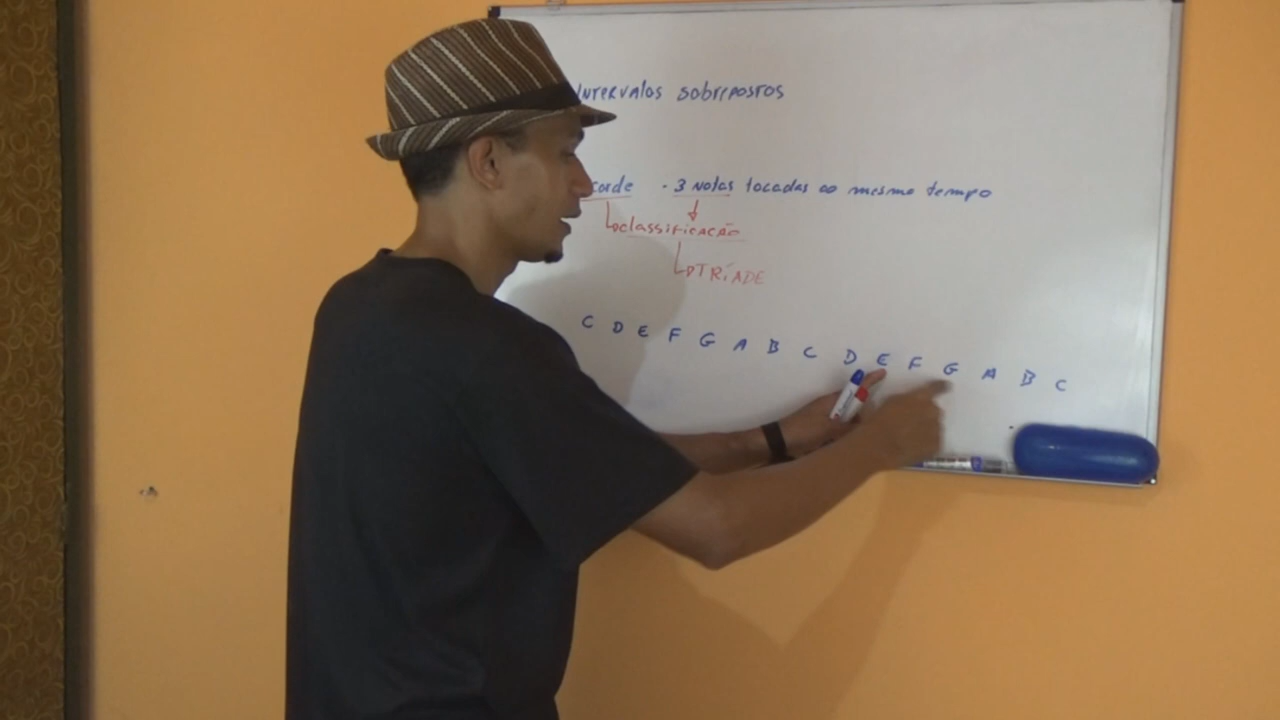 Intervalos sobrepostos
corde - 3 Notas tocadas ao mesmo tempo
classificação
TRÍADE
C D E F G A B C D E F G A B C